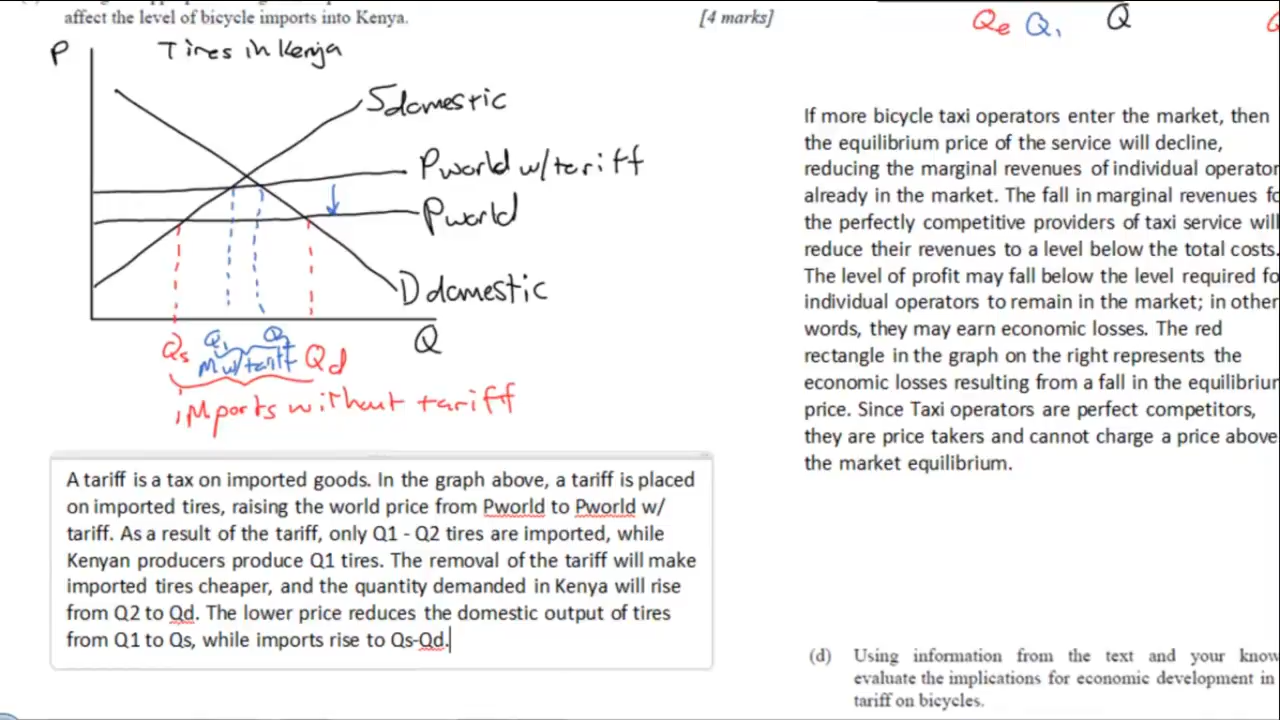 affect the level of bicycle imports into Kenya.
[4 marks]
P
Tires in Kenja
Sdomestic
Pworld w/tariff
Pworld
Ddomestic
Q
Qs
Q1
Q2
Qd
M w/tariff
imports without tariff
A tariff is a tax on imported goods. In the graph above, a tariff is placed
on imported tires, raising the world price from Pworld to Pworld w/
tariff. As a result of the tariff, only Q1 - Q2 tires are imported, while
Kenyan producers produce Q1 tires. The removal of the tariff will make
imported tires cheaper, and the quantity demanded in Kenya will rise
from Q2 to Qd. The lower price reduces the domestic output of tires
from Q1 to Qs, while imports rise to Qs-Qd.
Qe Q1 Q
If more bicycle taxi operators enter the market, then
the equilibrium price of the service will decline,
reducing the marginal revenues of individual operator
already in the market. The fall in marginal revenues fo
the perfectly competitive providers of taxi service will
reduce their revenues to a level below the total costs.
The level of profit may fall below the level required fo
individual operators to remain in the market; in other
words, they may earn economic losses. The red
rectangle in the graph on the right represents the
economic losses resulting from a fall in the equilibriun
price. Since Taxi operators are perfect competitors,
they are price takers and cannot charge a price above
the market equilibrium.
(d) Using information from the text and your know
evaluate the implications for economic development in
tariff on bicycles.